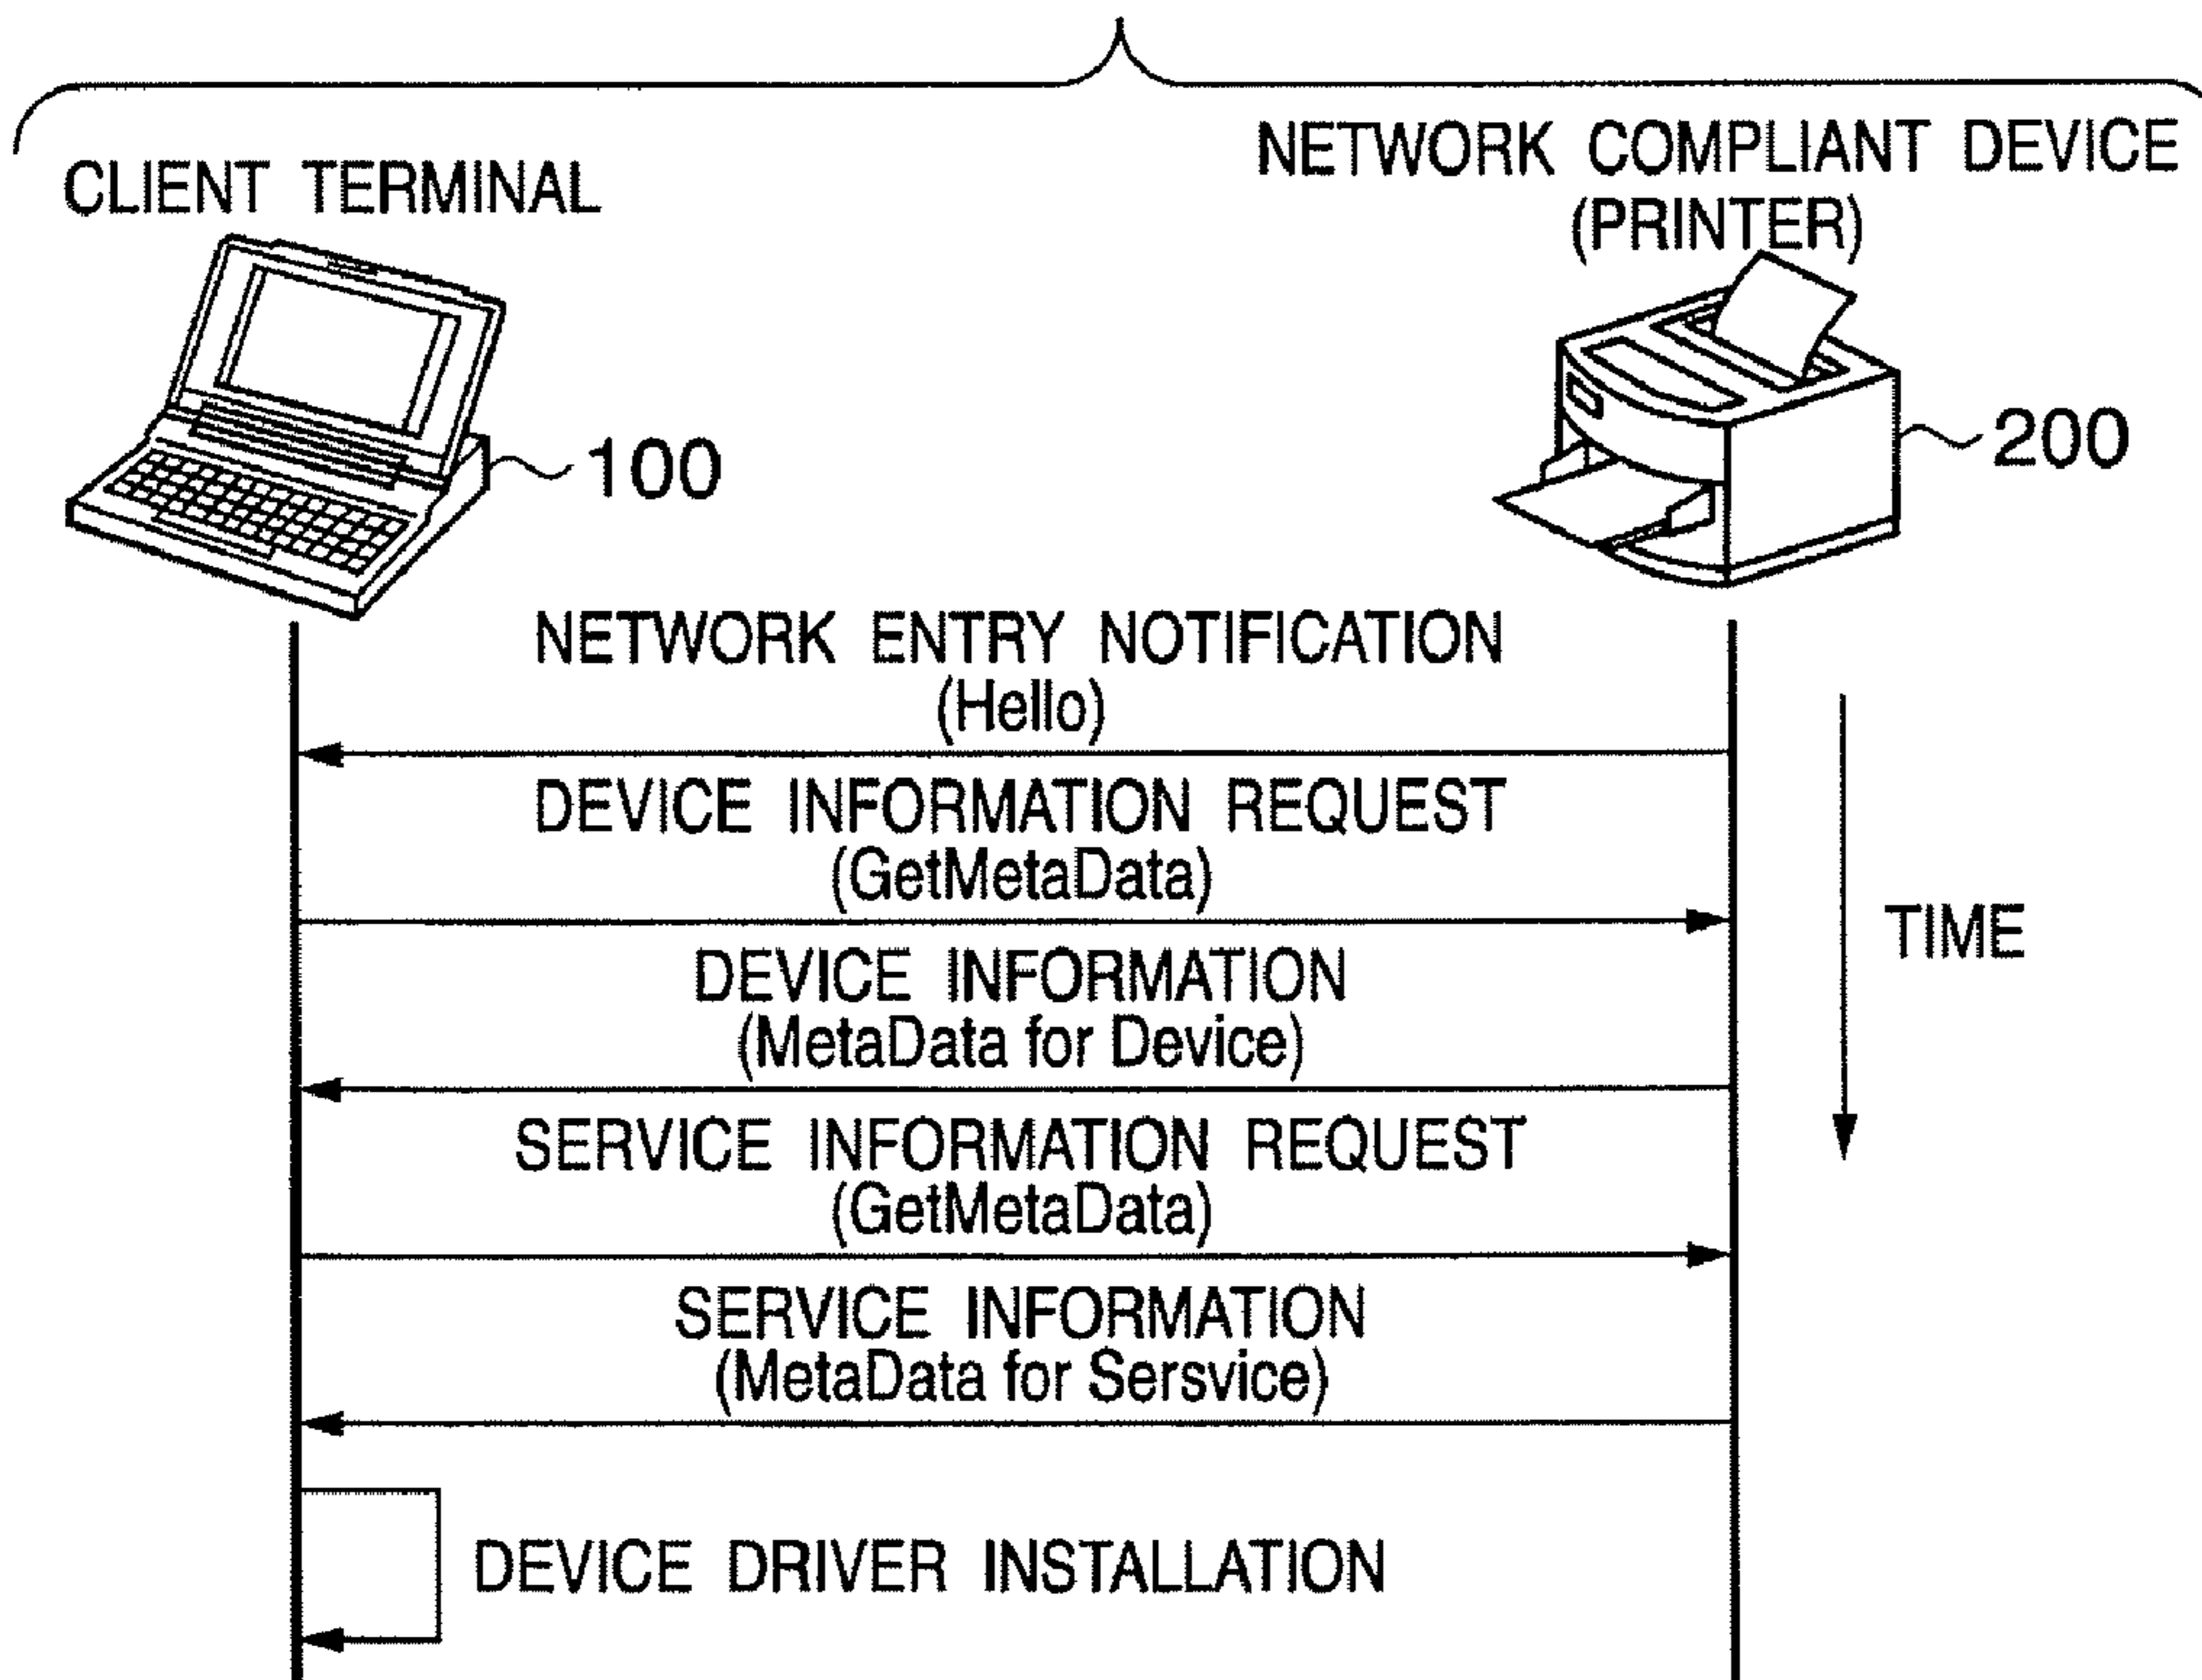 CLIENT TERMINAL
NETWORK COMPLIANT DEVICE
(PRINTER)
100
200
NETWORK ENTRY NOTIFICATION
(Hello)
DEVICE INFORMATION REQUEST
(GetMetaData)
TIME
DEVICE INFORMATION
(MetaData for Device)
SERVICE INFORMATION REQUEST
(GetMetaData)
SERVICE INFORMATION
(MetaData for Sersvice)
DEVICE DRIVER INSTALLATION